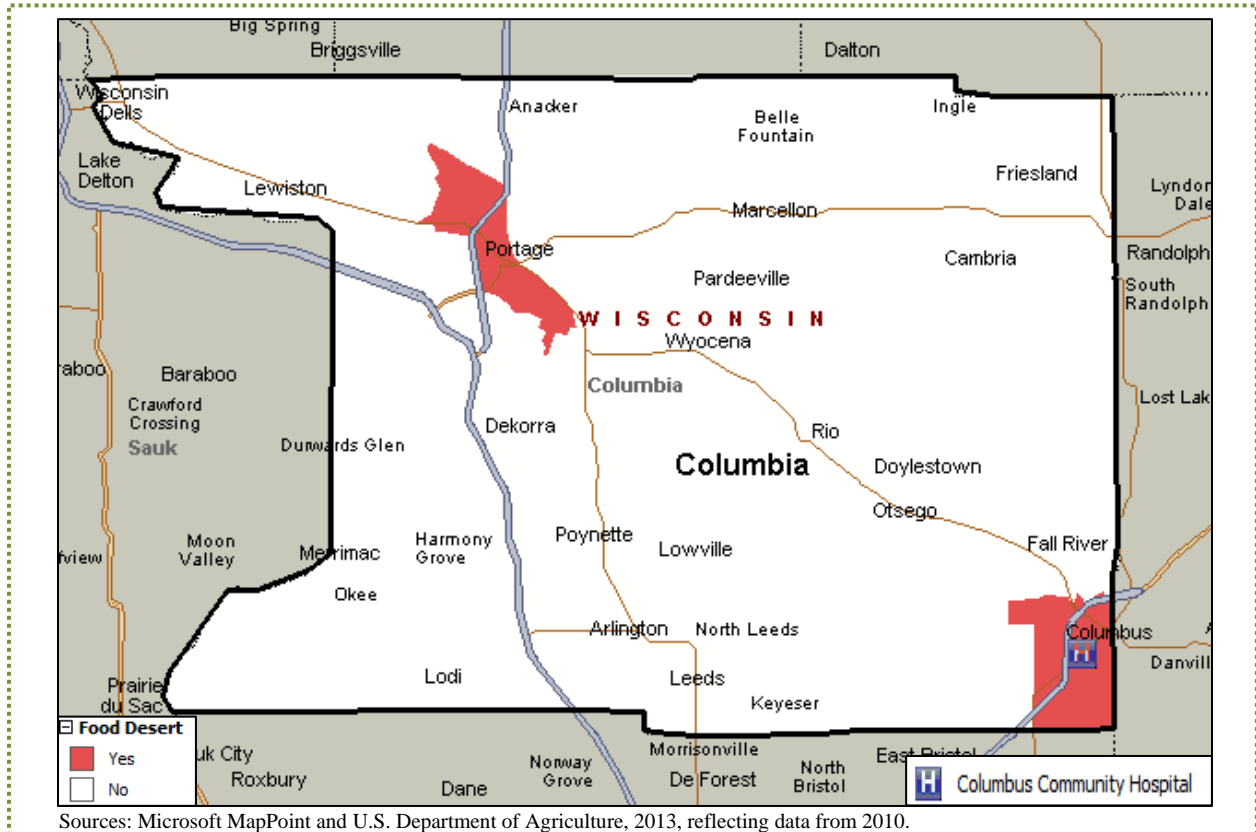 Big Spring
Briggsville
Dalton
Wisconsin
Dells
Anacker
Ingle
Belle
Fountain
Lake
Delton
Lewiston
Friesland
Lyndon
Dale
Marcellon
Portage
Cambria
Randolph
Pardeeville
South
Randolph
WISCONSIN
Wyocena
raboo
Baraboo
Columbia
Crawford
Crossing
Lost Lak
Sauk
Dekorra
Rio
Durwards Glen
Columbia
Doylestown
Otsego
Moon
Valley
Harmony
Grove
Poynette
Fall River
fview
Merrimac
Lowville
Okee
Arlington
North Leeds
Columbus
H
Danvill
Lodi
Leeds
Prairie
du Sac
Keyeser
Food Desert
Yes
No
uk City
Roxbury
Dane
Norway
Grove
Morrisonville
De Forest
North
Bristol
East Bristol
H Columbus Community Hospital
Sources: Microsoft MapPoint and U.S. Department of Agriculture, 2013, reflecting data from 2010.